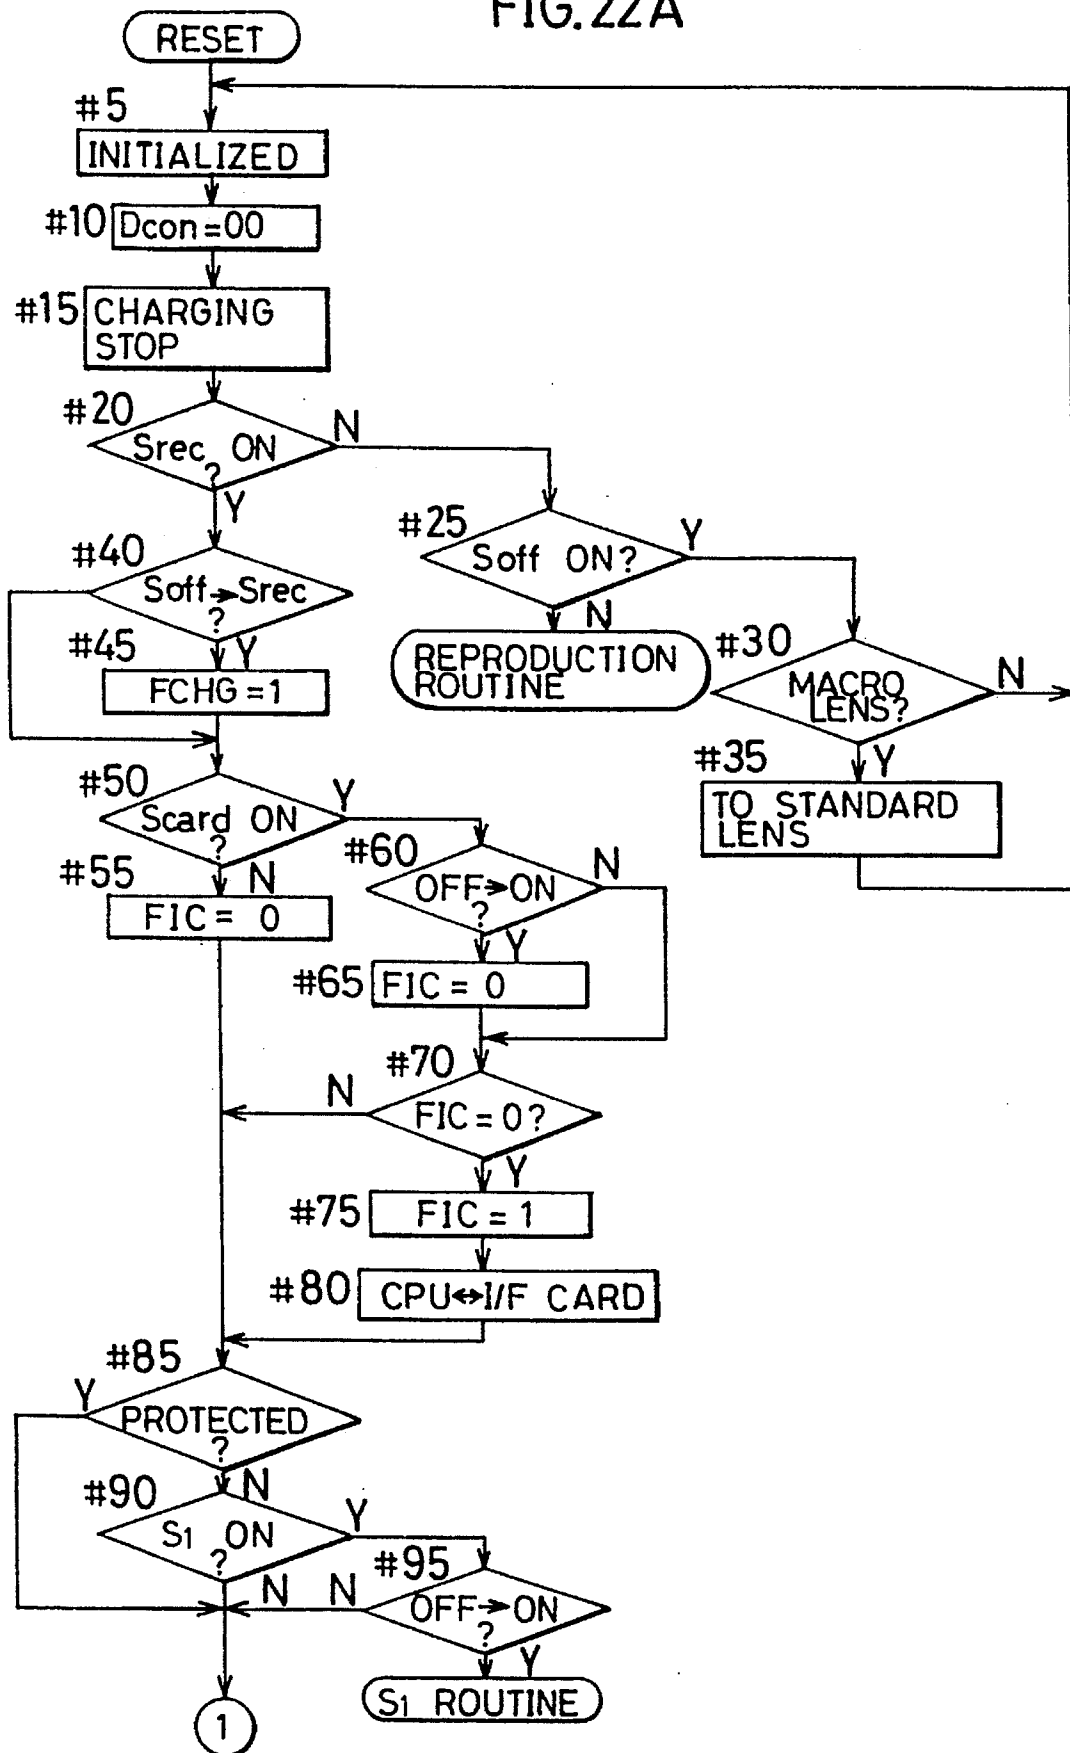 FIG. 22A
RESET
#5
INITIALIZED
#10
Dcon = 00
#15
CHARGING
STOP
#20
Srec ON
?
N
Y
#25
Soff ON?
Y
N
REPRODUCTION
ROUTINE
#30
MACRO
LENS?
N
Y
#35
TO STANDARD
LENS
#40
Soff→Srec
?
Y
#45
FCHG = 1
#50
Scard ON
?
Y
N
#55
FIC = 0
#60
OFF→ON
?
N
Y
#65
FIC = 0
#70
FIC = 0?
N
Y
#75
FIC = 1
#80
CPU↔I/F CARD
#85
PROTECTED
?
Y
N
#90
S1 ON
?
Y
N
#95
OFF→ON
?
N
Y
S1 ROUTINE
1